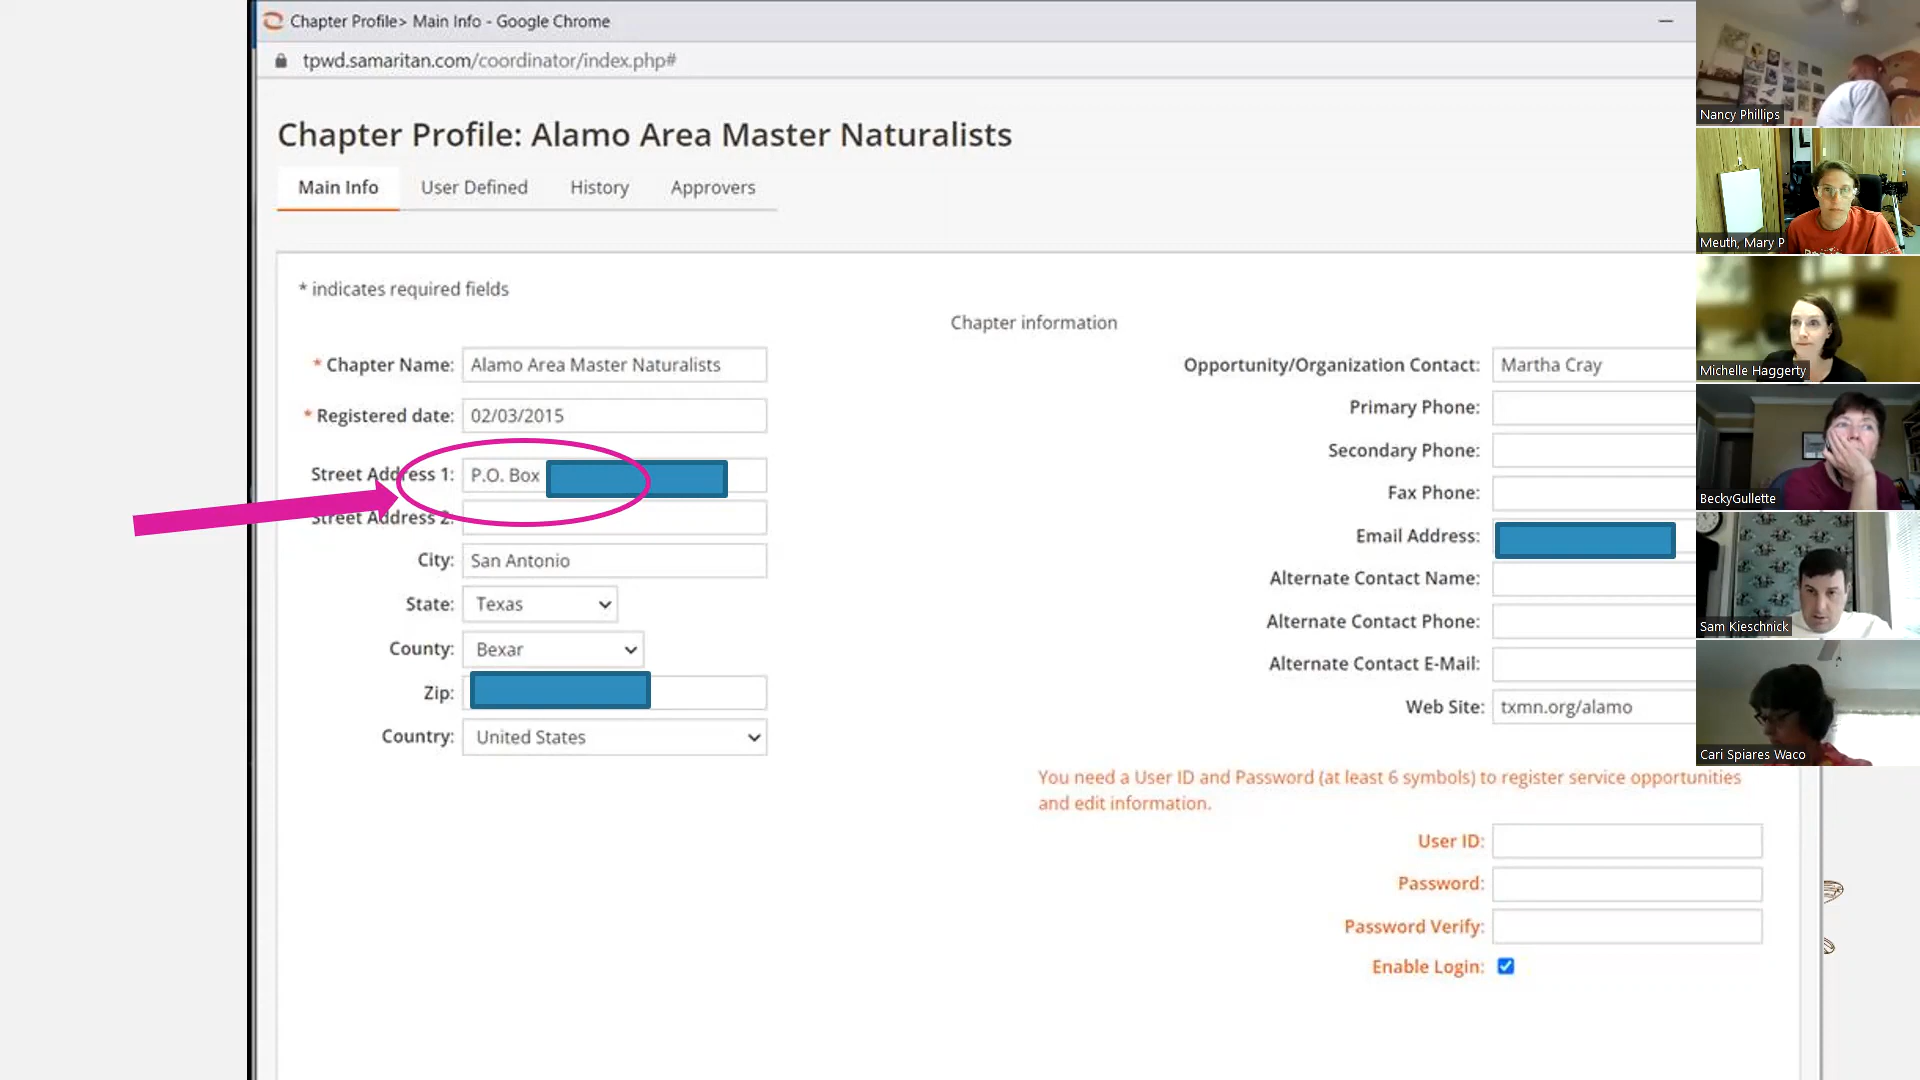 Chapter Profile> Main Info - Google Chrome
tpwd.samaritan.com/coordinator/index.php#
Chapter Profile: Alamo Area Master Naturalists
Main Info User Defined History Approvers
* indicates required fields
Chapter information
* Chapter Name: Alamo Area Master Naturalists
* Registered date: 02/03/2015
Street Address 1: P.O. Box
Street Address 2:
City: San Antonio
State: Texas
County: Bexar
Zip:
Country: United States
Opportunity/Organization Contact: Martha Cray
Primary Phone:
Secondary Phone:
Fax Phone:
Email Address:
Alternate Contact Name:
Alternate Contact Phone:
Alternate Contact E-Mail:
Web Site: txmn.org/alamo
You need a User ID and Password (at least 6 symbols) to register service opportunities
and edit information.
User ID:
Password:
Password Verify:
Enable Login:
Nancy Phillips
Meuth, Mary P
Michelle Haggerty
BeckyGullette
Sam Kieschnick
Cari Spiares Waco